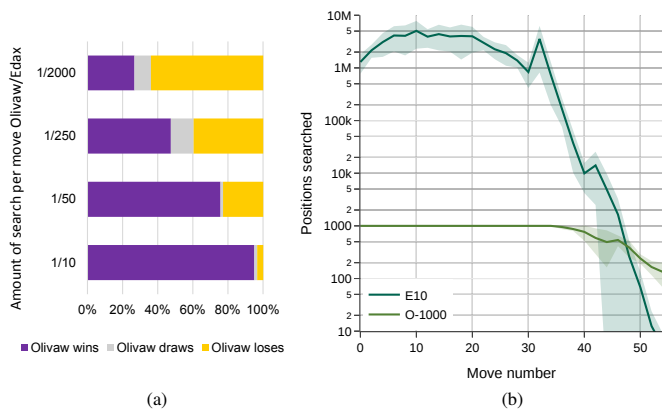 Amount of search per move Olivaw/Edax
1/2000
1/250
1/50
1/10
0% 20% 40% 60% 80% 100%
Olivaw wins Olivaw draws Olivaw loses
(a)
Positions searched
10M
5
2
1M
5
2
100k
5
2
10k
5
2
1000
5
2
100
5
2
10
E10
O-1000
0 10 20 30 40 50
Move number
(b)